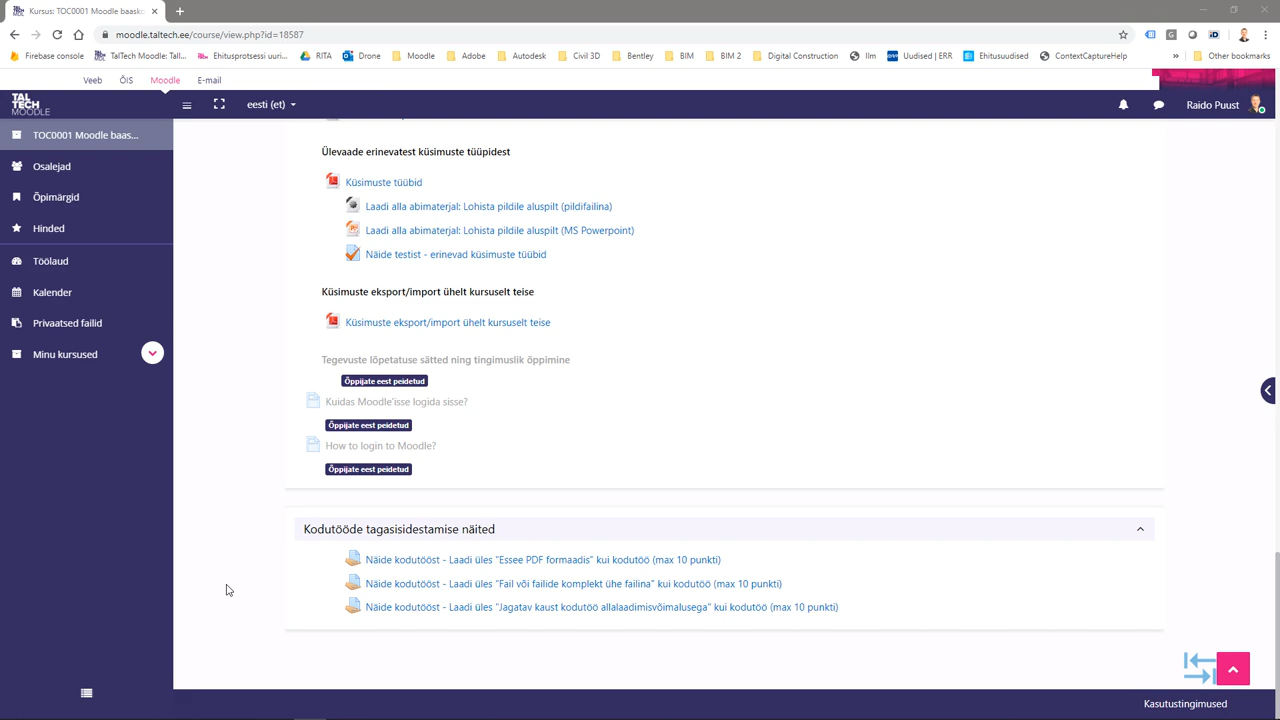 Kursus: TOC0001 Moodle baasko
moodle.taltech.ee/course/view.php?id=18587
Firebase console
TalTech Moodle: Tall...
Ehitusprotsessi uuri...
RITA
Drone
Moodle
Adobe
Autodesk
Civil 3D
Bentley
BIM
BIM 2
Digital Construction
Ilm
Uudised | ERR
Ehitusuudised
ContextCaptureHelp
»
Other bookmarks
Veeb
ÕIS
Moodle
E-mail
TAL
TECH
MOODLE
eesti (et)
Raido Puust
TOC0001 Moodle baas...
Osalejad
Õpimärgid
Hinded
Töölaud
Kalender
Privaatsed failid
Minu kursused
Ülevaade erinevatest küsimuste tüüpidest
Küsimuste tüübid
Laadi alla abimaterjal: Lohista pildile aluspilt (pildifailina)
Laadi alla abimaterjal: Lohista pildile aluspilt (MS Powerpoint)
Näide testist - erinevad küsimuste tüübid
Küsimuste eksport/import ühelt kursuselt teise
Küsimuste eksport/import ühelt kursuselt teise
Tegevuste lõpetatuse sätted ning tingimuslik õppimine
Õppijate eest peidetud
Kuidas Moodle'isse logida sisse?
Õppijate eest peidetud
How to login to Moodle?
Õppijate eest peidetud
Kodutööde tagasisidestamise näited
Näide kodutööst - Laadi üles "Essee PDF formaadis" kui kodutöö (max 10 punkti)
Näide kodutööst - Laadi üles "Fail või failide komplekt ühe failina" kui kodutöö (max 10 punkti)
Näide kodutööst - Laadi üles "Jagatav kaust kodutöö allalaadimisvõimalusega" kui kodutöö (max 10 punkti)
Kasutustingimused